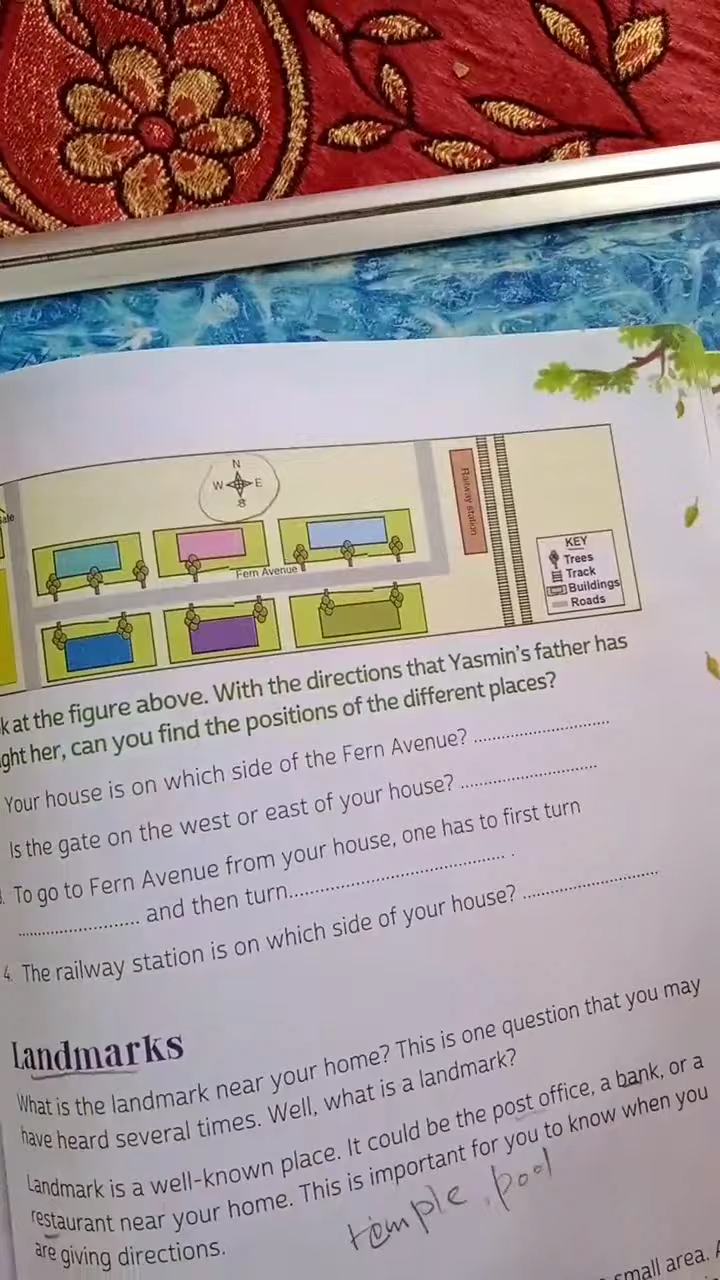 N
W E
S
ale
Railway station
Fern Avenue
KEY
Trees
Track
Buildings
Roads
k at the figure above. With the directions that Yasmin's father has
ght her, can you find the positions of the different places?
Your house is on which side of the Fern Avenue? ........................
Is the gate on the west or east of your house? ........................
3. To go to Fern Avenue from your house, one has to first turn
........................ and then turn........................................ .
4. The railway station is on which side of your house? ........................
Landmarks
What is the landmark near your home? This is one question that you may
have heard several times. Well, what is a landmark?
Landmark is a well-known place. It could be the post office, a bank, or a
restaurant near your home. This is important for you to know when you
are giving directions.
temple, pool
small area.